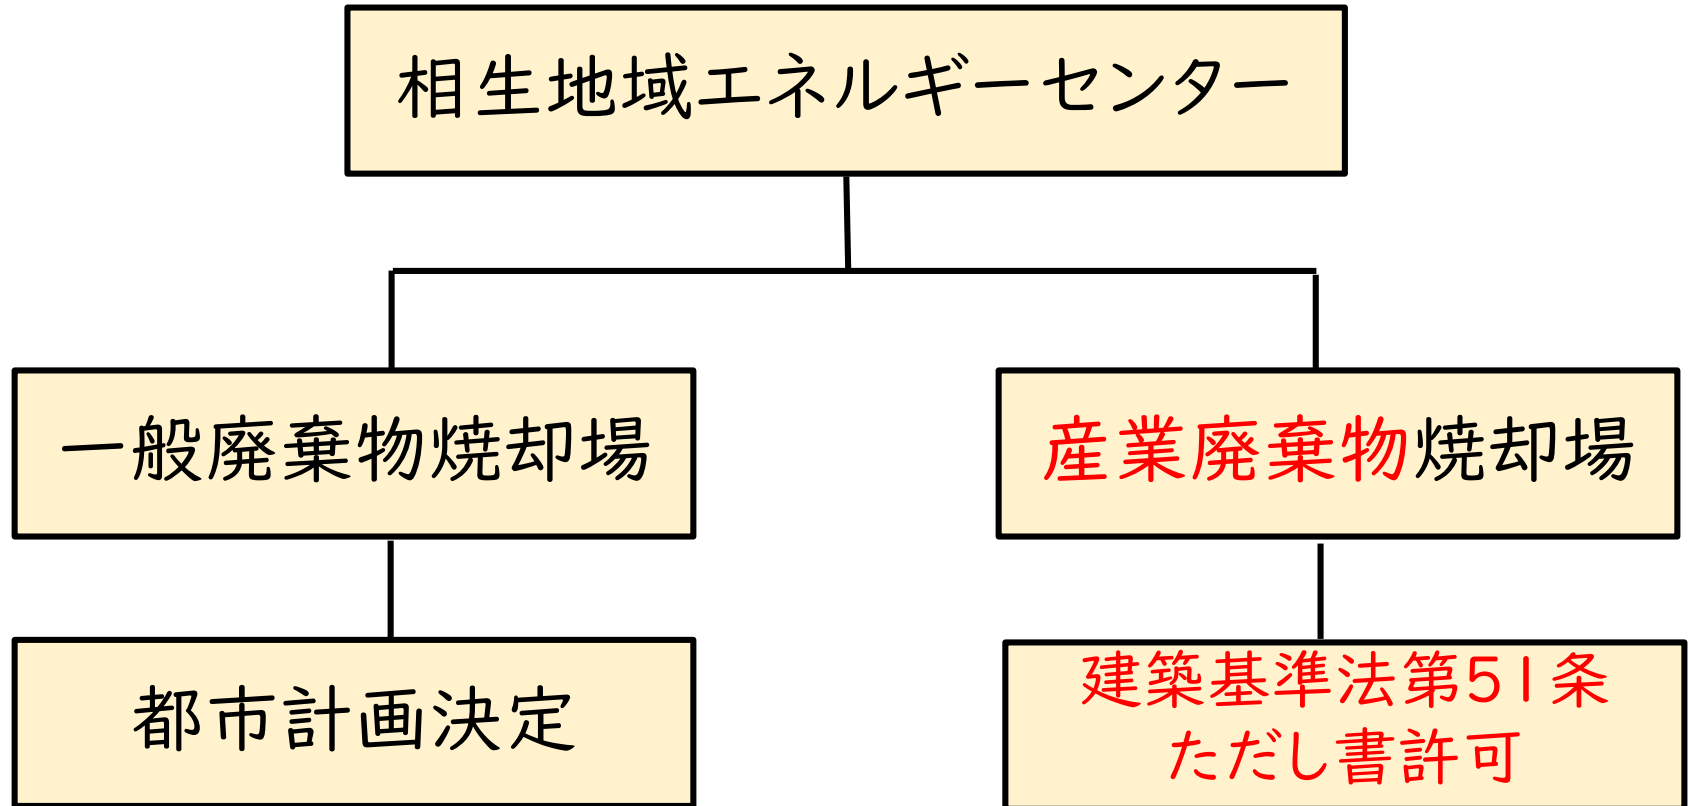 相生地域エネルギーセンター
一般廃棄物焼却場
産業廃棄物焼却場
都市計画決定
建築基準法第51条
ただし書許可